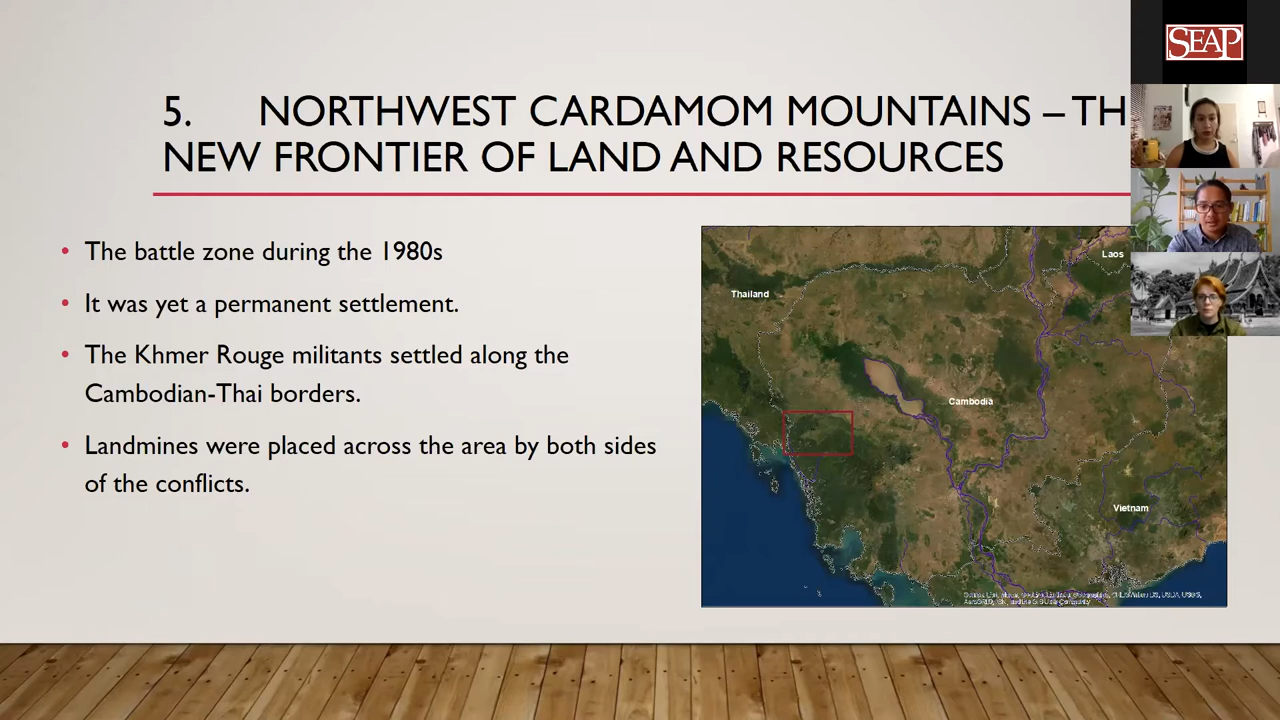 5. NORTHWEST CARDAMOM MOUNTAINS – TH
NEW FRONTIER OF LAND AND RESOURCES
SEAP
• The battle zone during the 1980s
• It was yet a permanent settlement.
• The Khmer Rouge militants settled along the
Cambodian-Thai borders.
• Landmines were placed across the area by both sides
of the conflicts.
Laos
Thailand
Cambodia
Vietnam